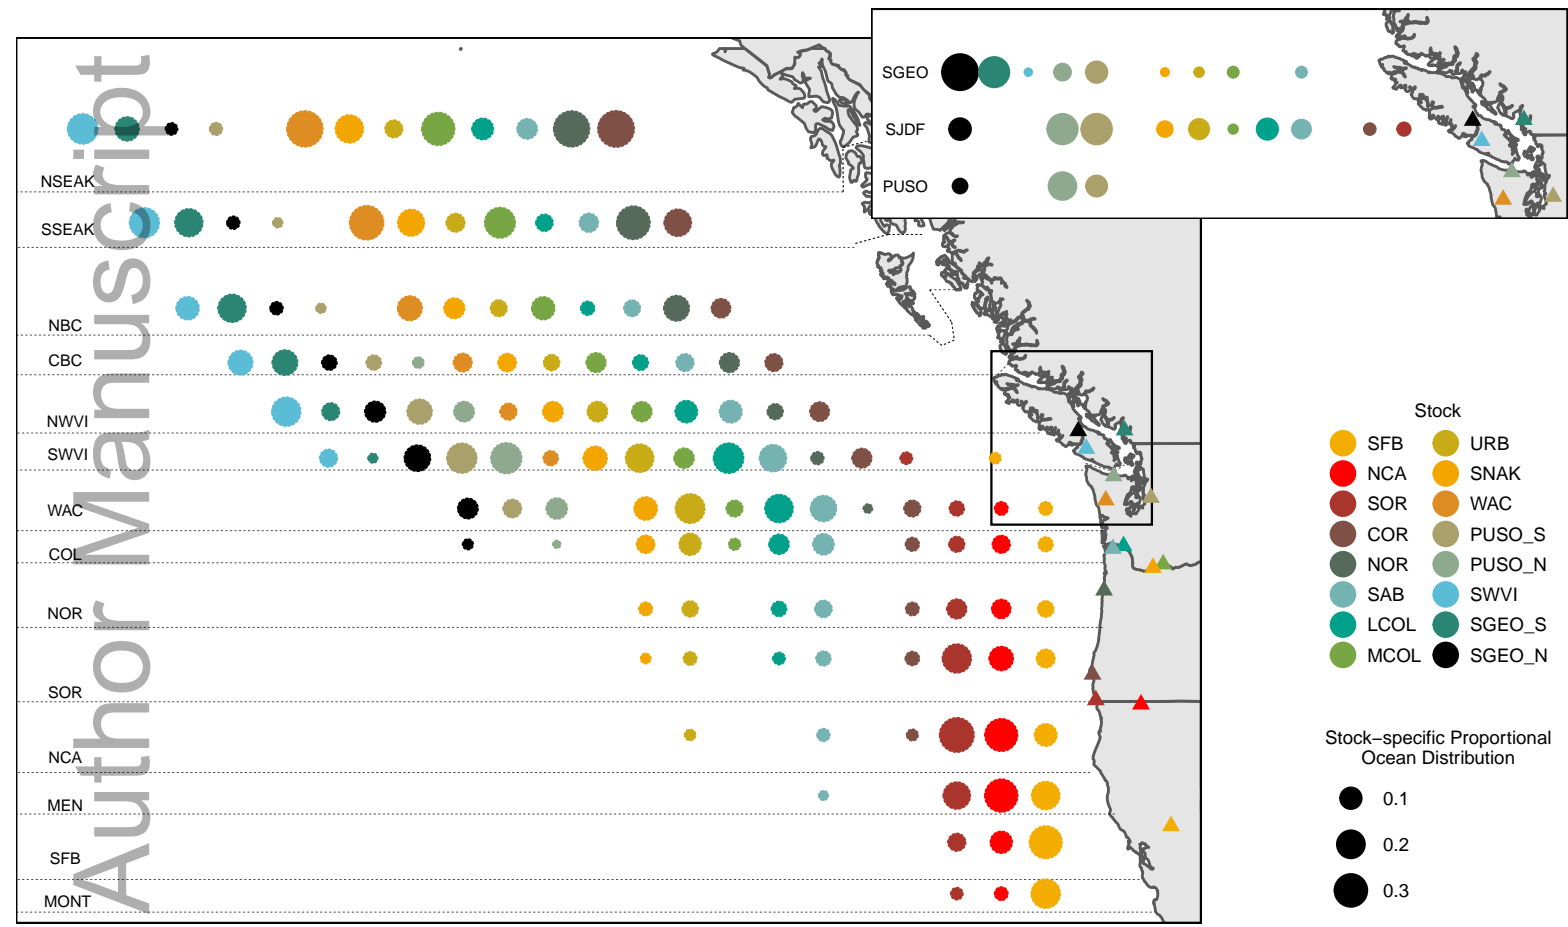 SGEO
SJDF
PUSO
NSEAK
SSEAK
NBC
CBC
NWVI
SWVI
WAC
COL
NOR
SOR
NCA
MEN
SFB
MONT
Author Manuscript
Stock
SFB URB
NCA SNAK
SOR WAC
COR PUSO_S
NOR PUSO_N
SAB SWVI
LCOL SGEO_S
MCOL SGEO_N
Stock−specific Proportional
Ocean Distribution
0.1
0.2
0.3